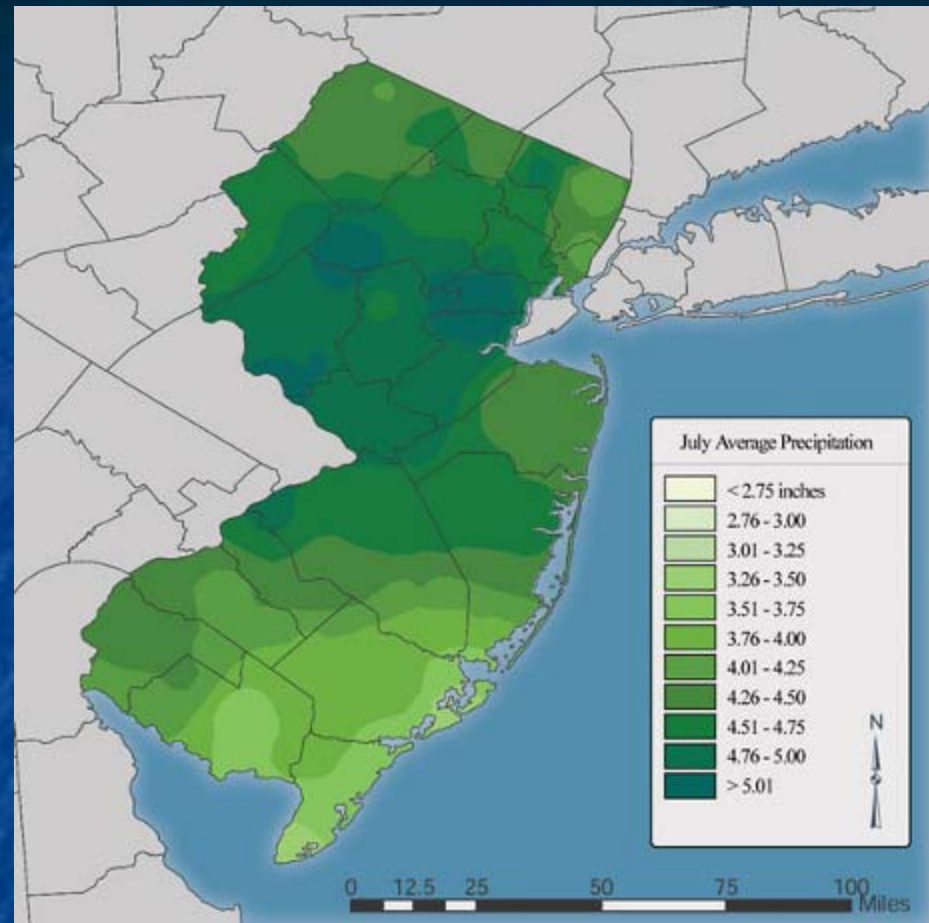 July Average Precipitation
< 2.75 inches
2.76 - 3.00
3.01 - 3.25
3.26 - 3.50
3.51 - 3.75
3.76 - 4.00
4.01 - 4.25
4.26 - 4.50
4.51 - 4.75
4.76 - 5.00
> 5.01
N
0 12.5 25 50 75 100
Miles